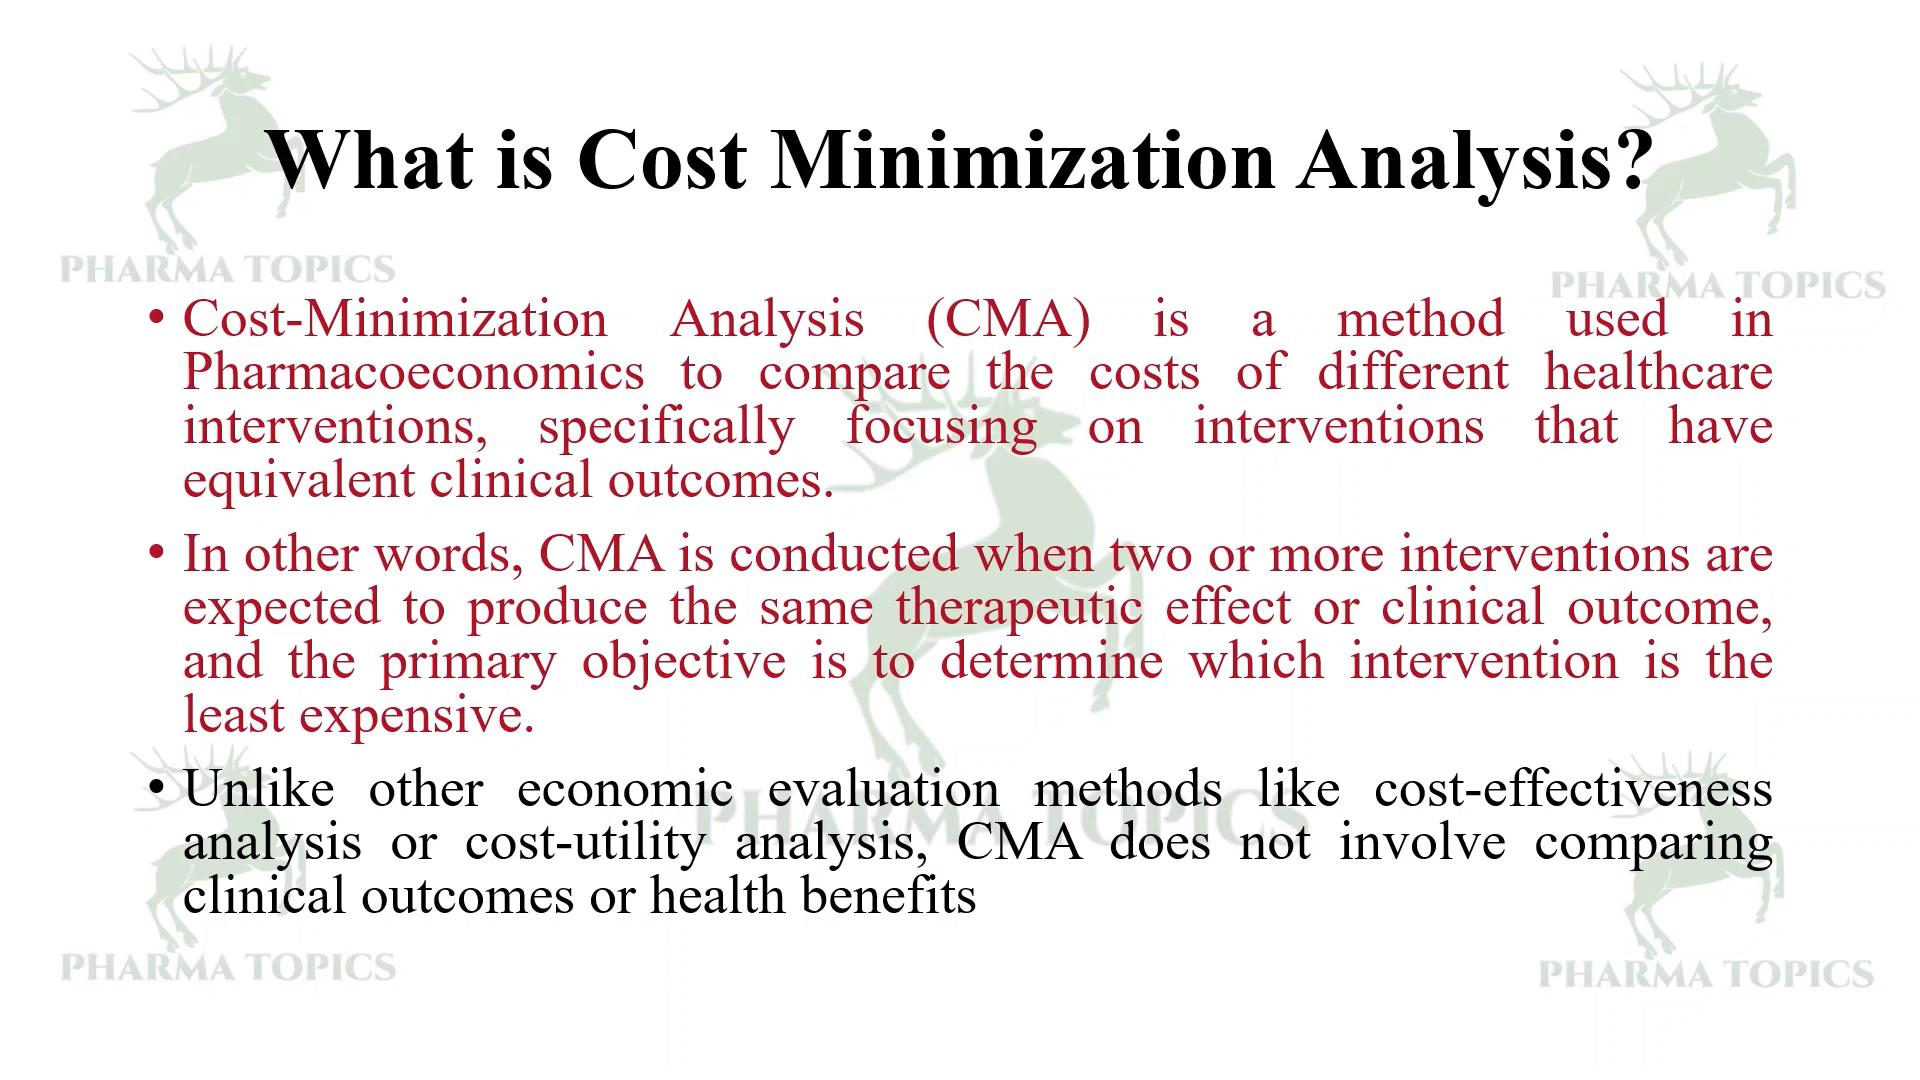 What is Cost Minimization Analysis?
PHARMA TOPICS
PHARMA TOPICS
• Cost-Minimization Analysis (CMA) is a method used in
Pharmacoeconomics to compare the costs of different healthcare
interventions, specifically focusing on interventions that have
equivalent clinical outcomes.
• In other words, CMA is conducted when two or more interventions are
expected to produce the same therapeutic effect or clinical outcome,
and the primary objective is to determine which intervention is the
least expensive.
• Unlike other economic evaluation methods like cost-effectiveness
analysis or cost-utility analysis, CMA does not involve comparing
clinical outcomes or health benefits
PHARMA TOPICS
PHARMA TOPICS
PHARMA TOPICS